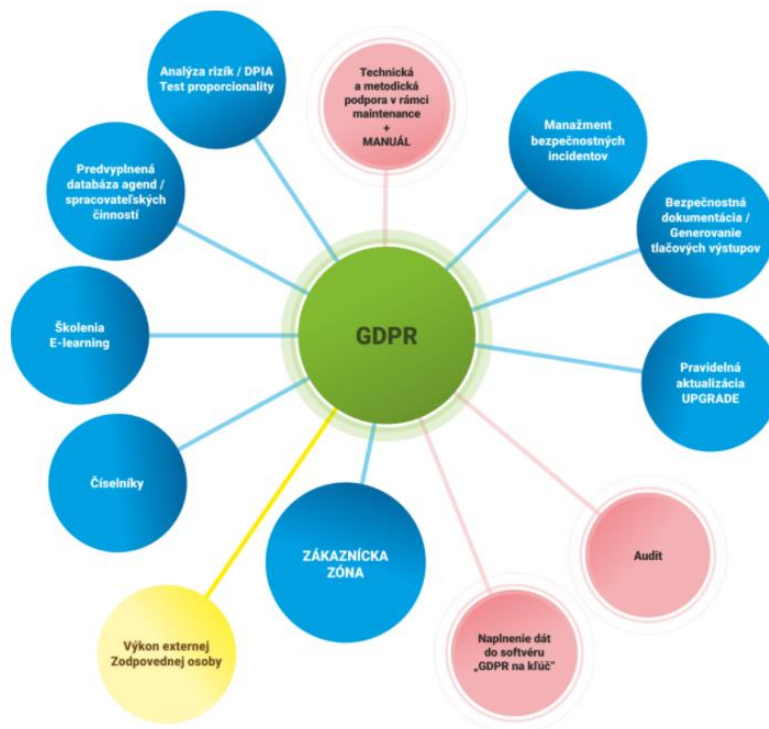 Analýza rizík / DPIA
Test proporcionality
Technická
a metodická
podpora v rámci
maintenance
+
MANUÁL
Manažment
bezpečnostných
incidentov
Predvyplnená
databáza agend /
spracovateľských
činností
Bezpečnostná
dokumentácia /
Generovanie
tlačových výstupov
GDPR
Školenia
E-learning
Pravidelná
aktualizácia
UPGRADE
Číselníky
ZÁKAZNÍCKA
ZÓNA
Audit
Výkon externej
Zodpovednej osoby
Naplnenie dát
do softvéru
„GDPR na kľúč“